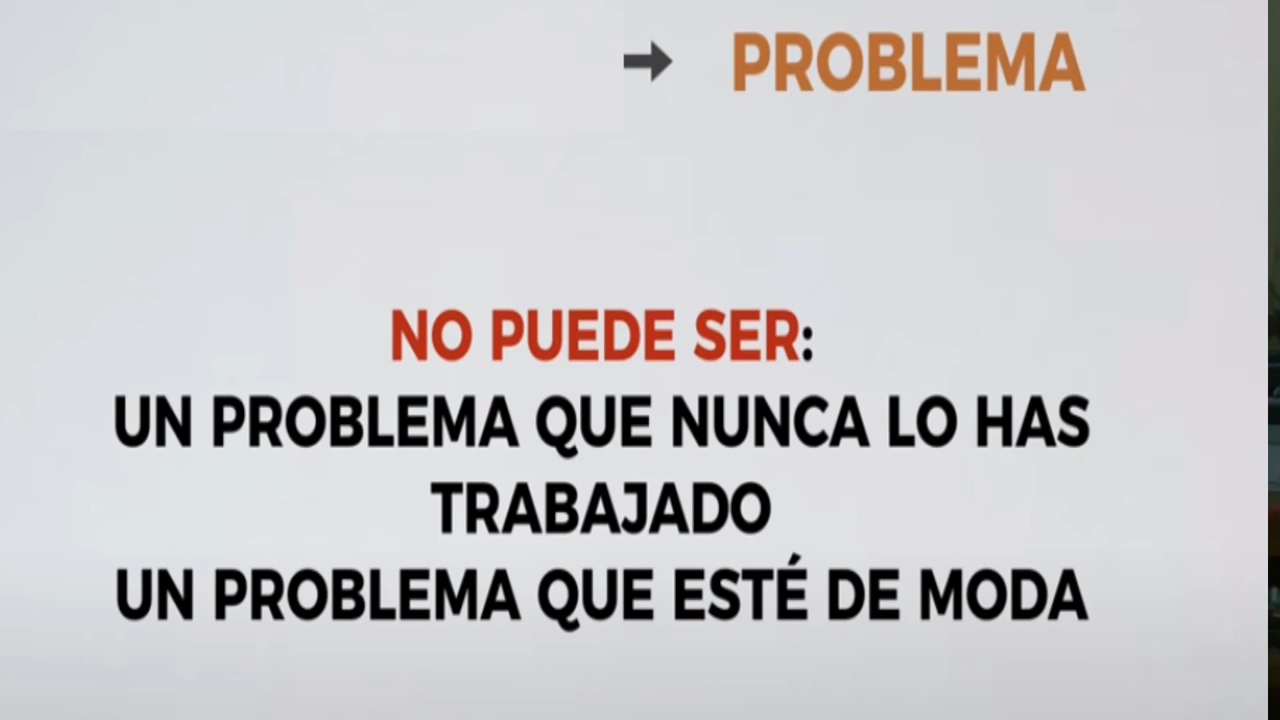 → PROBLEMA
NO PUEDE SER:
UN PROBLEMA QUE NUNCA LO HAS
TRABAJADO
UN PROBLEMA QUE ESTÉ DE MODA